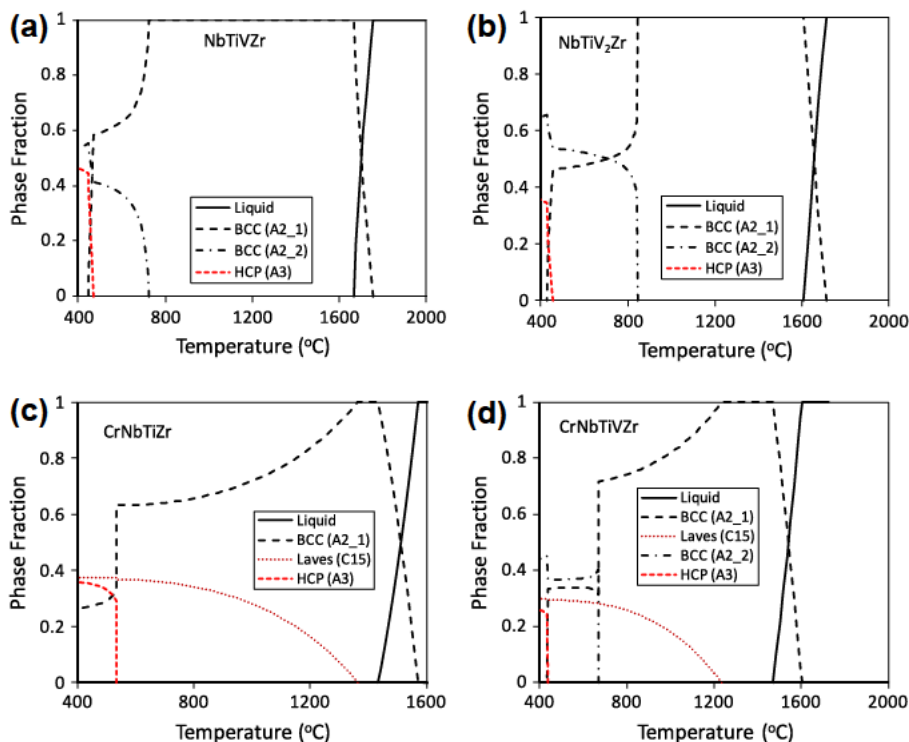 (a)
NbTiVZr
Phase Fraction
1
0.8
0.6
0.4
0.2
0
Liquid
BCC (A2_1)
BCC (A2_2)
HCP (A3)
400 800 1200 1600 2000
Temperature (°C)
(b)
NbTiV₂Zr
Phase Fraction
1
0.8
0.6
0.4
0.2
0
Liquid
BCC (A2_1)
BCC (A2_2)
HCP (A3)
400 800 1200 1600 2000
Temperature (°C)
(c)
CrNbTiZr
Phase Fraction
1
0.8
0.6
0.4
0.2
0
Liquid
BCC (A2_1)
Laves (C15)
HCP (A3)
400 800 1200 1600
Temperature (°C)
(d)
CrNbTiVZr
Phase Fraction
1
0.8
0.6
0.4
0.2
0
Liquid
BCC (A2_1)
Laves (C15)
BCC (A2_2)
HCP (A3)
400 800 1200 1600 2000
Temperature (°C)